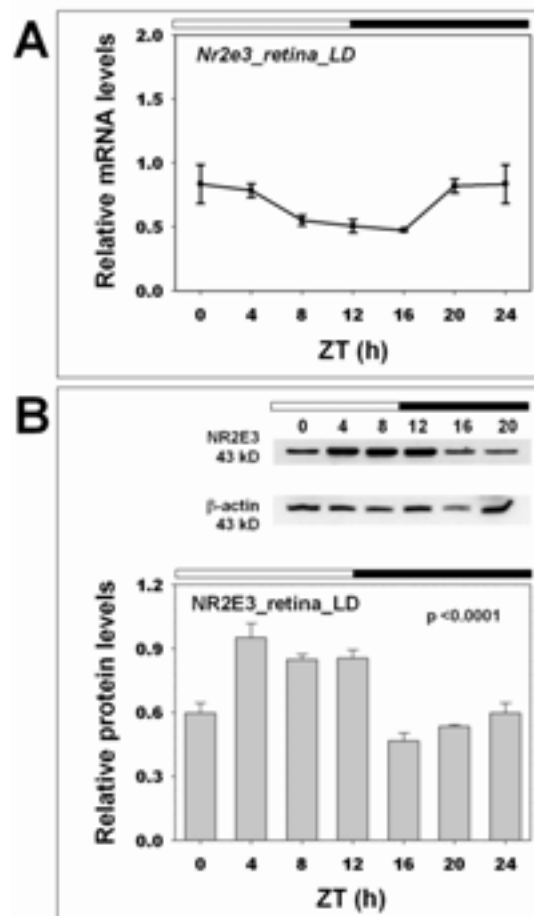 A
Nr2e3_retina_LD
Relative mRNA levels
2.0
1.5
1.0
0.5
0.0
0 4 8 12 16 20 24
ZT (h)
B
0 4 8 12 16 20
NR2E3
43 kD
β-actin
43 kD
NR2E3_retina_LD
p <0.0001
Relative protein levels
1.2
0.9
0.6
0.3
0.0
0 4 8 12 16 20 24
ZT (h)